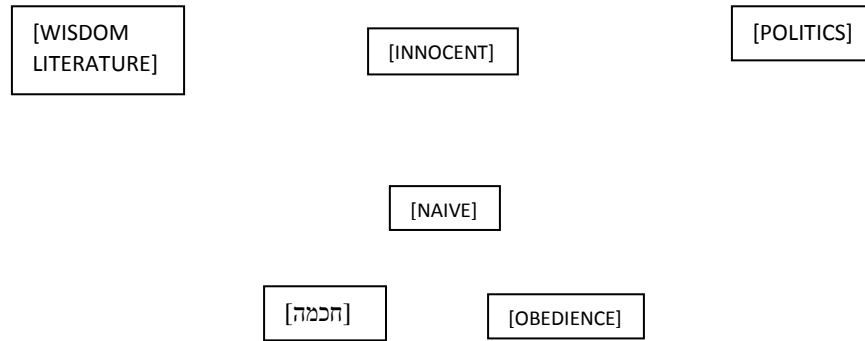 [WISDOM
LITERATURE]
[INNOCENT]
[POLITICS]
[NAIVE]
[חכמה]
[OBEDIENCE]